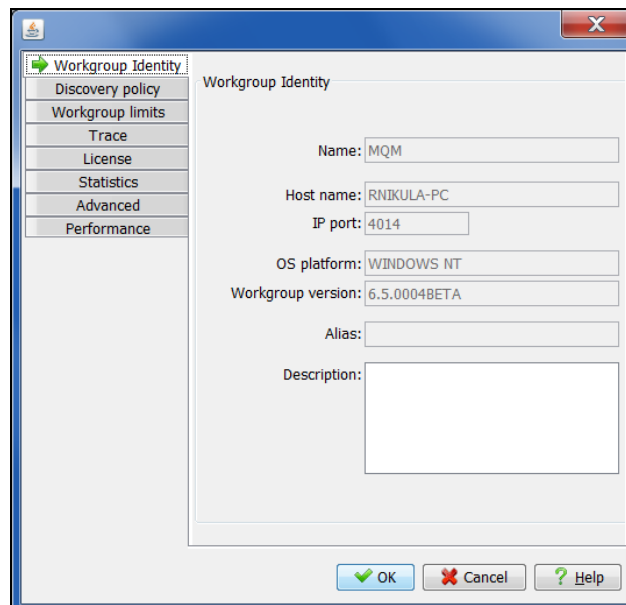 Workgroup Identity
Discovery policy
Workgroup limits
Trace
License
Statistics
Advanced
Performance
Workgroup Identity
Name: MQM
Host name: RNIKULA-PC
IP port: 4014
OS platform: WINDOWS NT
Workgroup version: 6.5.0004BETA
Alias:
Description:
OK Cancel Help